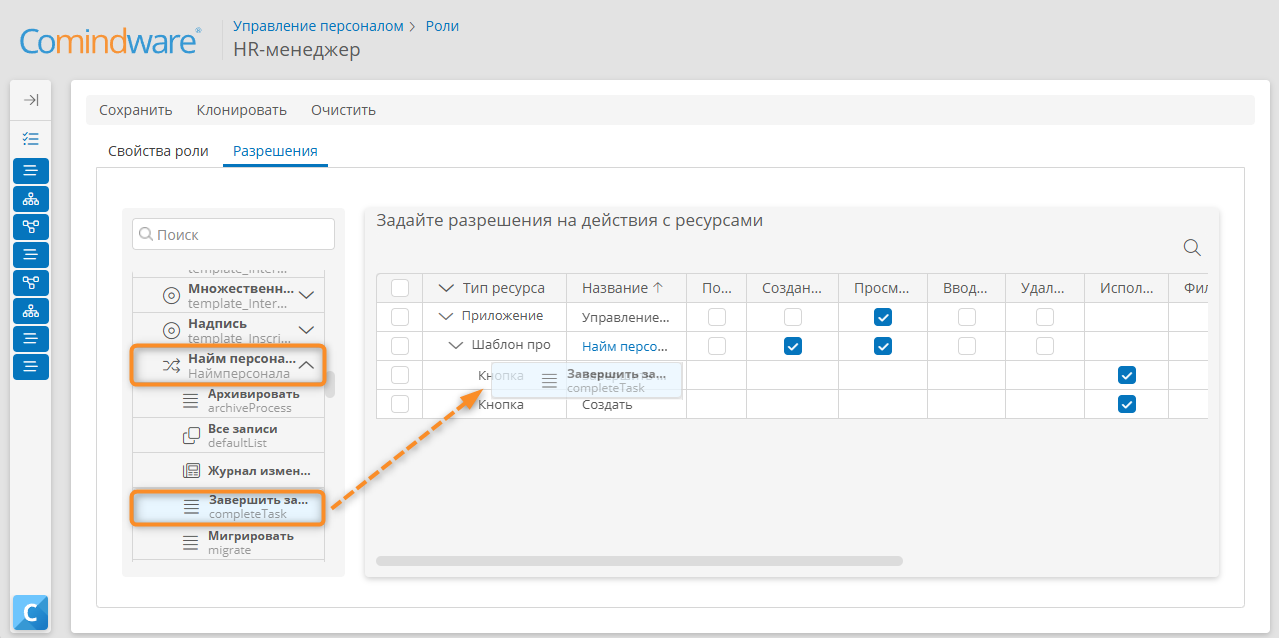 Comindware®
Управление персоналом > Роли
HR-менеджер
Сохранить Клонировать Очистить
Свойства роли Разрешения
Поиск
template_Inter...
Множественн...
template_Inter...
Надпись
template_Inscri...
Найм персона...
Наймперсонала
Архивировать
archiveProcess
Все записи
defaultList
Журнал измен...
Завершить за...
completeTask
Мигрировать
migrate
Задайте разрешения на действия с ресурсами
Тип ресурса Название По... Создан... Просм... Ввод... Удал... Испол... Фил
Приложение Управление...
Шаблон про Найм персо...
Кнопка
Завершить за...
completeTask
Кнопка Создать
C